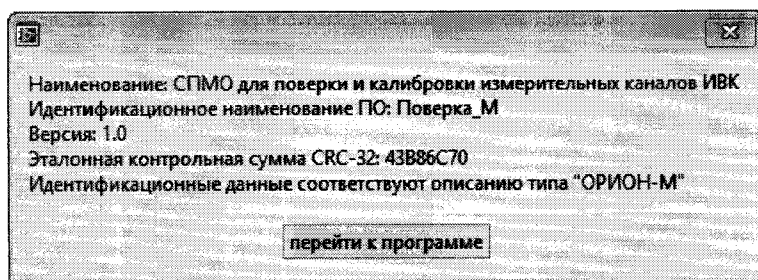 Наименование: СПМО для поверки и калибровки измерительных каналов ИВК
Идентификационное наименование ПО: Поверка_М
Версия: 1.0
Эталонная контрольная сумма CRC-32: 43B86C70
Идентификационные данные соответствуют описанию типа "ОРИОН-М"
перейти к программе